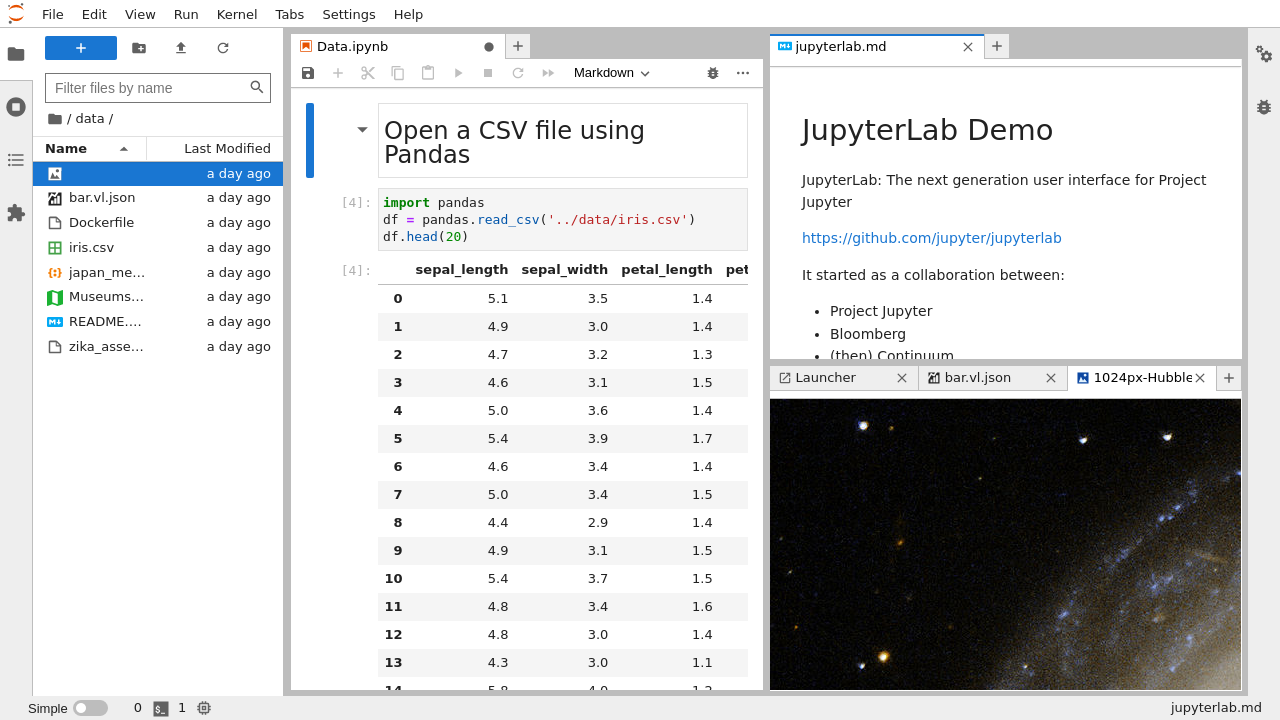 File Edit View Run Kernel Tabs Settings Help
Filter files by name
/ data /
Name Last Modified
a day ago
bar.vl.json a day ago
Dockerfile a day ago
iris.csv a day ago
japan_me… a day ago
Museums… a day ago
README.… a day ago
zika_asse… a day ago
Data.ipynb
Markdown
Open a CSV file using
Pandas
[4]:
import pandas
df = pandas.read_csv('../data/iris.csv')
df.head(20)
[4]:
sepal_length sepal_width petal_length pet
0 5.1 3.5 1.4
1 4.9 3.0 1.4
2 4.7 3.2 1.3
3 4.6 3.1 1.5
4 5.0 3.6 1.4
5 5.4 3.9 1.7
6 4.6 3.4 1.4
7 5.0 3.4 1.5
8 4.4 2.9 1.4
9 4.9 3.1 1.5
10 5.4 3.7 1.5
11 4.8 3.4 1.6
12 4.8 3.0 1.4
13 4.3 3.0 1.1
14 5.8 4.0 1.2
jupyterlab.md
JupyterLab Demo
JupyterLab: The next generation user interface for Project
Jupyter
https://github.com/jupyter/jupyterlab
It started as a collaboration between:
• Project Jupyter
• Bloomberg
• (then) Continuum
Launcher
bar.vl.json
1024px-Hubble
Simple 0 1
jupyterlab.md